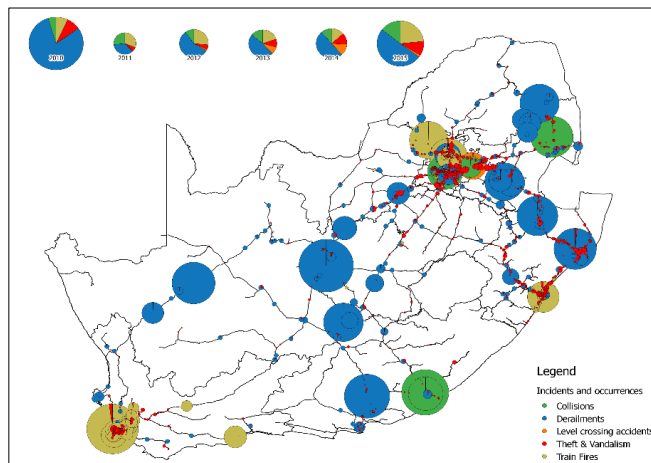 2010
2011
2012
2013
2014
2015
Legend
Incidents and occurrences
Collisions
Derailments
Level crossing accidents
Theft & Vandalism
Train Fires